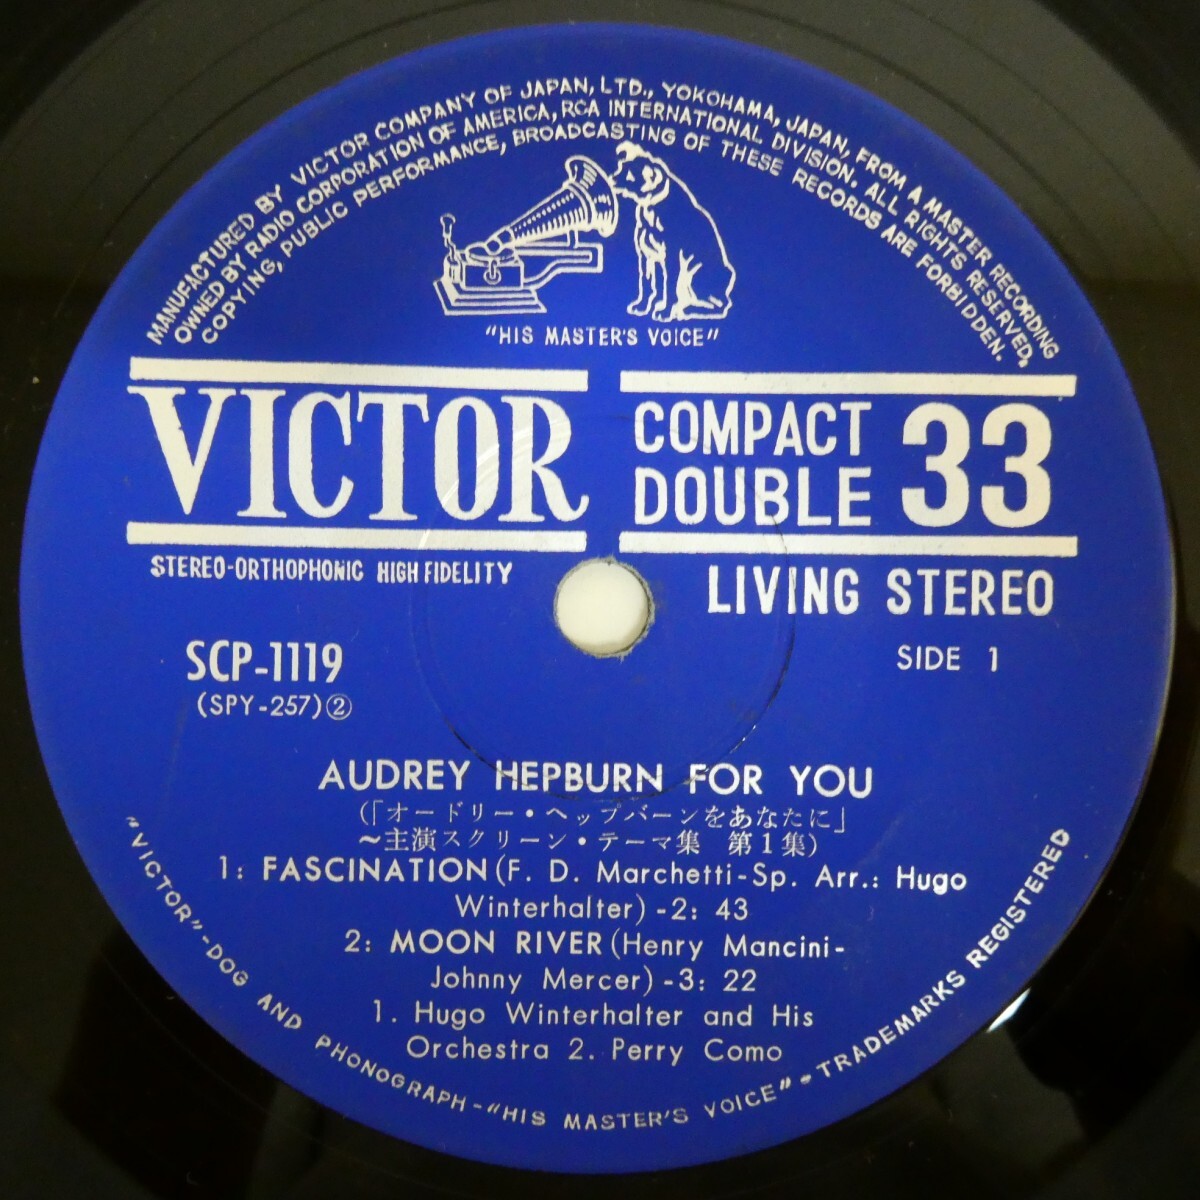 MANUFACTURED BY VICTOR COMPANY OF JAPAN, LTD., YOKOHAMA, JAPAN, FROM A MASTER RECORDING
OWNED BY RADIO CORPORATION OF AMERICA, RCA INTERNATIONAL DIVISION. ALL RIGHTS RESERVED,
COPYING, PUBLIC PERFORMANCE, BROADCASTING OF THESE RECORDS ARE FORBIDDEN.
"HIS MASTER'S VOICE"
VICTOR
COMPACT
DOUBLE 33
STEREO-ORTHOPHONIC HIGH FIDELITY
LIVING STEREO
SCP-1119
SIDE 1
(SPY-257)②
AUDREY HEPBURN FOR YOU
(「オードリー・ヘップバーンをあなたに」
～主演スクリーン・テーマ集 第1集)
1: FASCINATION (F. D. Marchetti-Sp. Arr.: Hugo
Winterhalter) -2: 43
2: MOON RIVER (Henry Mancini-
Johnny Mercer) -3: 22
1. Hugo Winterhalter and His
Orchestra 2. Perry Como
"VICTOR"-DOG AND PHONOGRAPH-"HIS MASTER'S VOICE"-TRADEMARKS REGISTERED